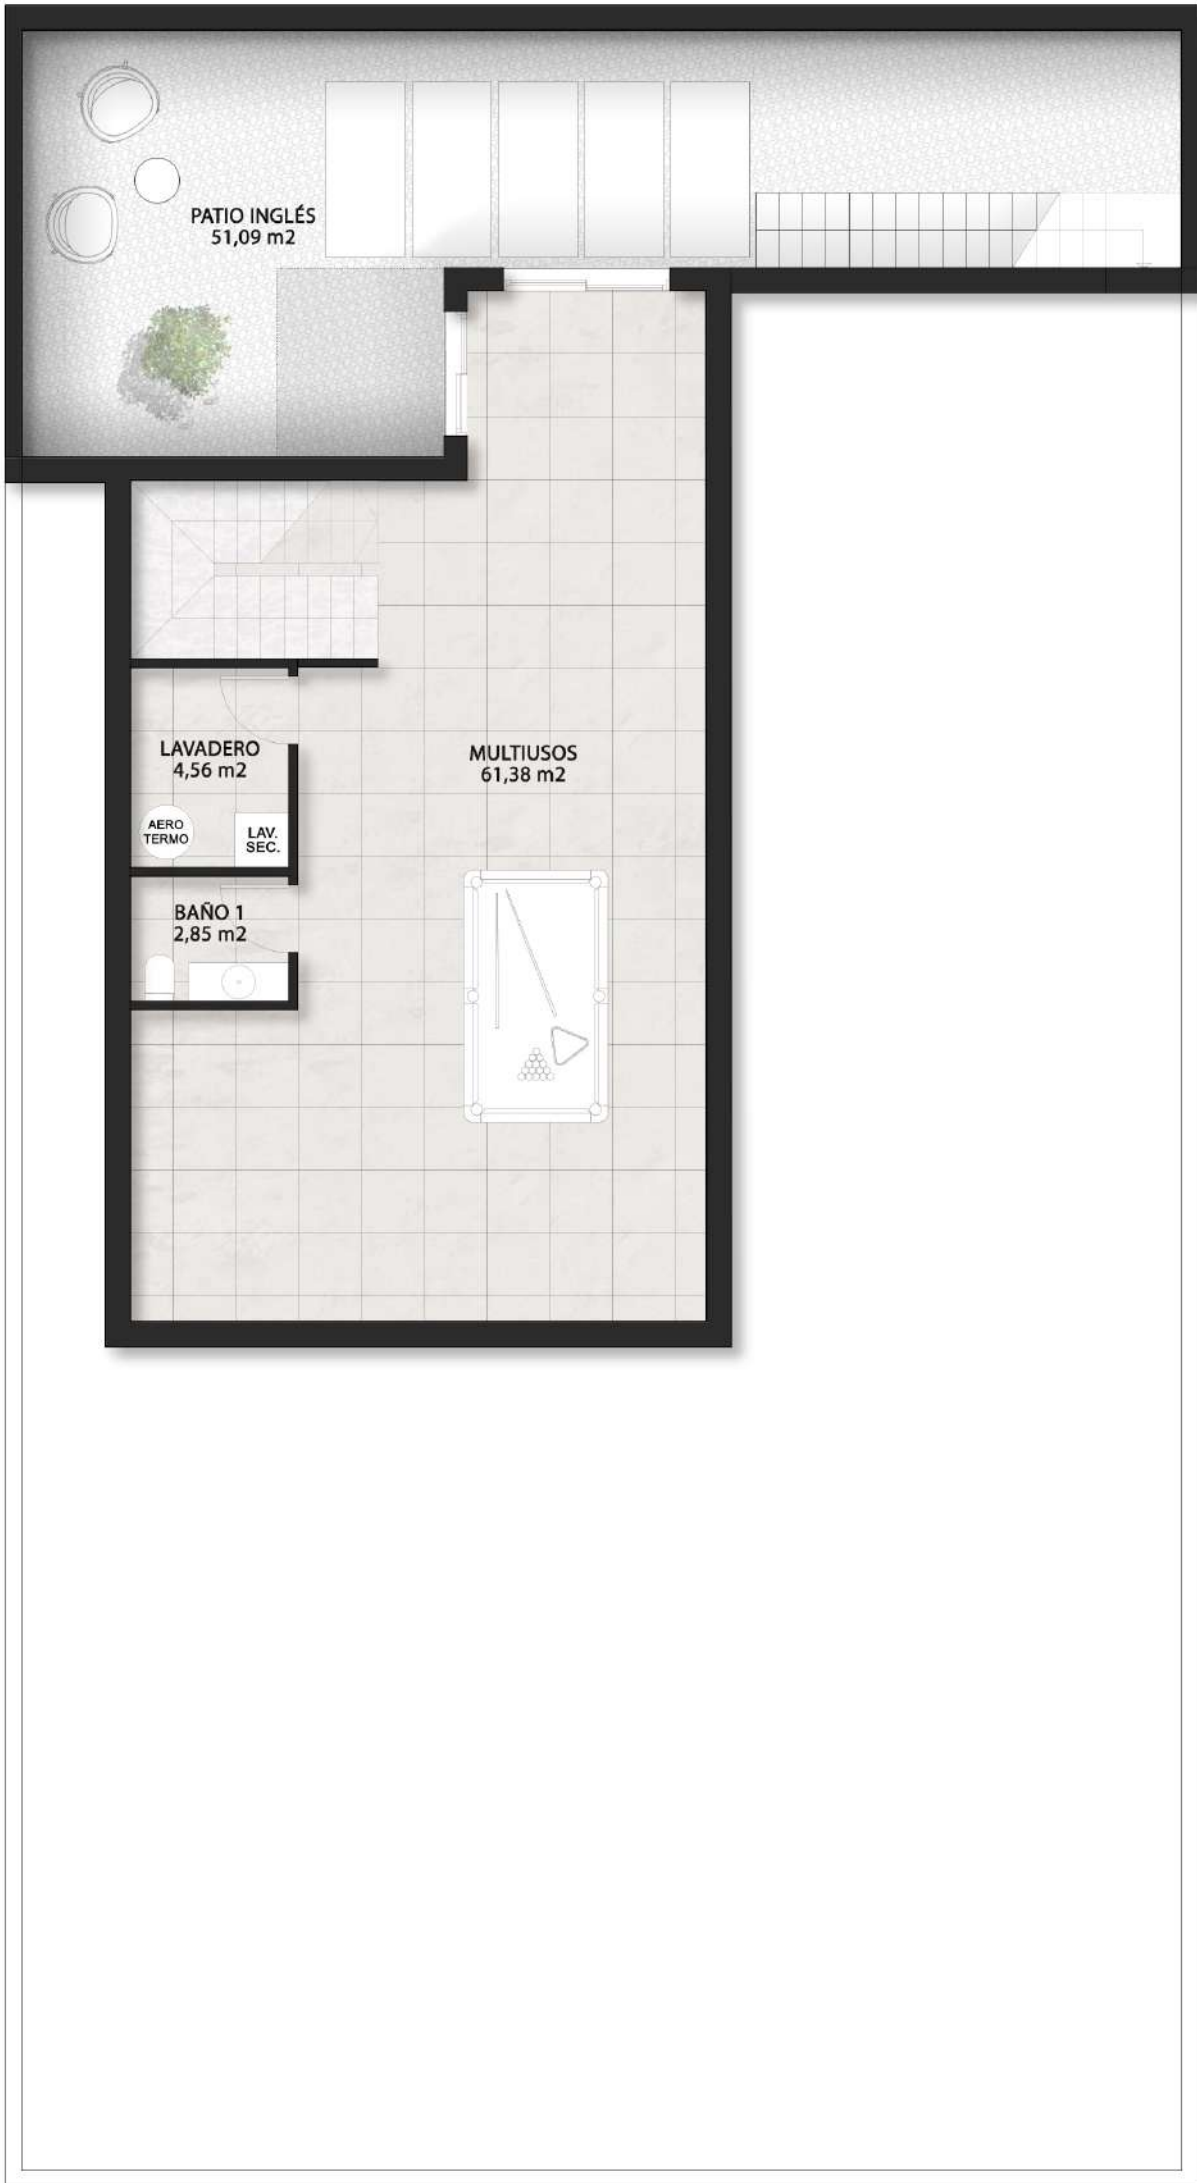 PATIO INGLÉS
51,09 m2
LAVADERO
4,56 m2
MULTIUSOS
61,38 m2
AERO
TERMO
LAV.
SEC.
BAÑO 1
2,85 m2